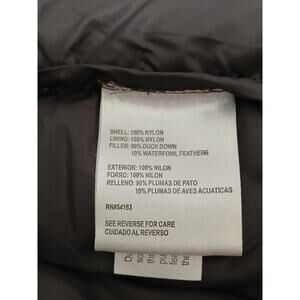 SHELL: 100% NYLON
LINING: 100% NYLON
FILLER: 90% DUCK DOWN
10% WATERFOWL FEATHERS
EXTERIOR: 100% NILON
FORRO: 100% NILON
RELLENO: 90% PLUMAS DE PATO
10% PLUMAS DE AVES ACUATICAS
RN#54163
SEE REVERSE FOR CARE
CUIDADO AL REVERSO